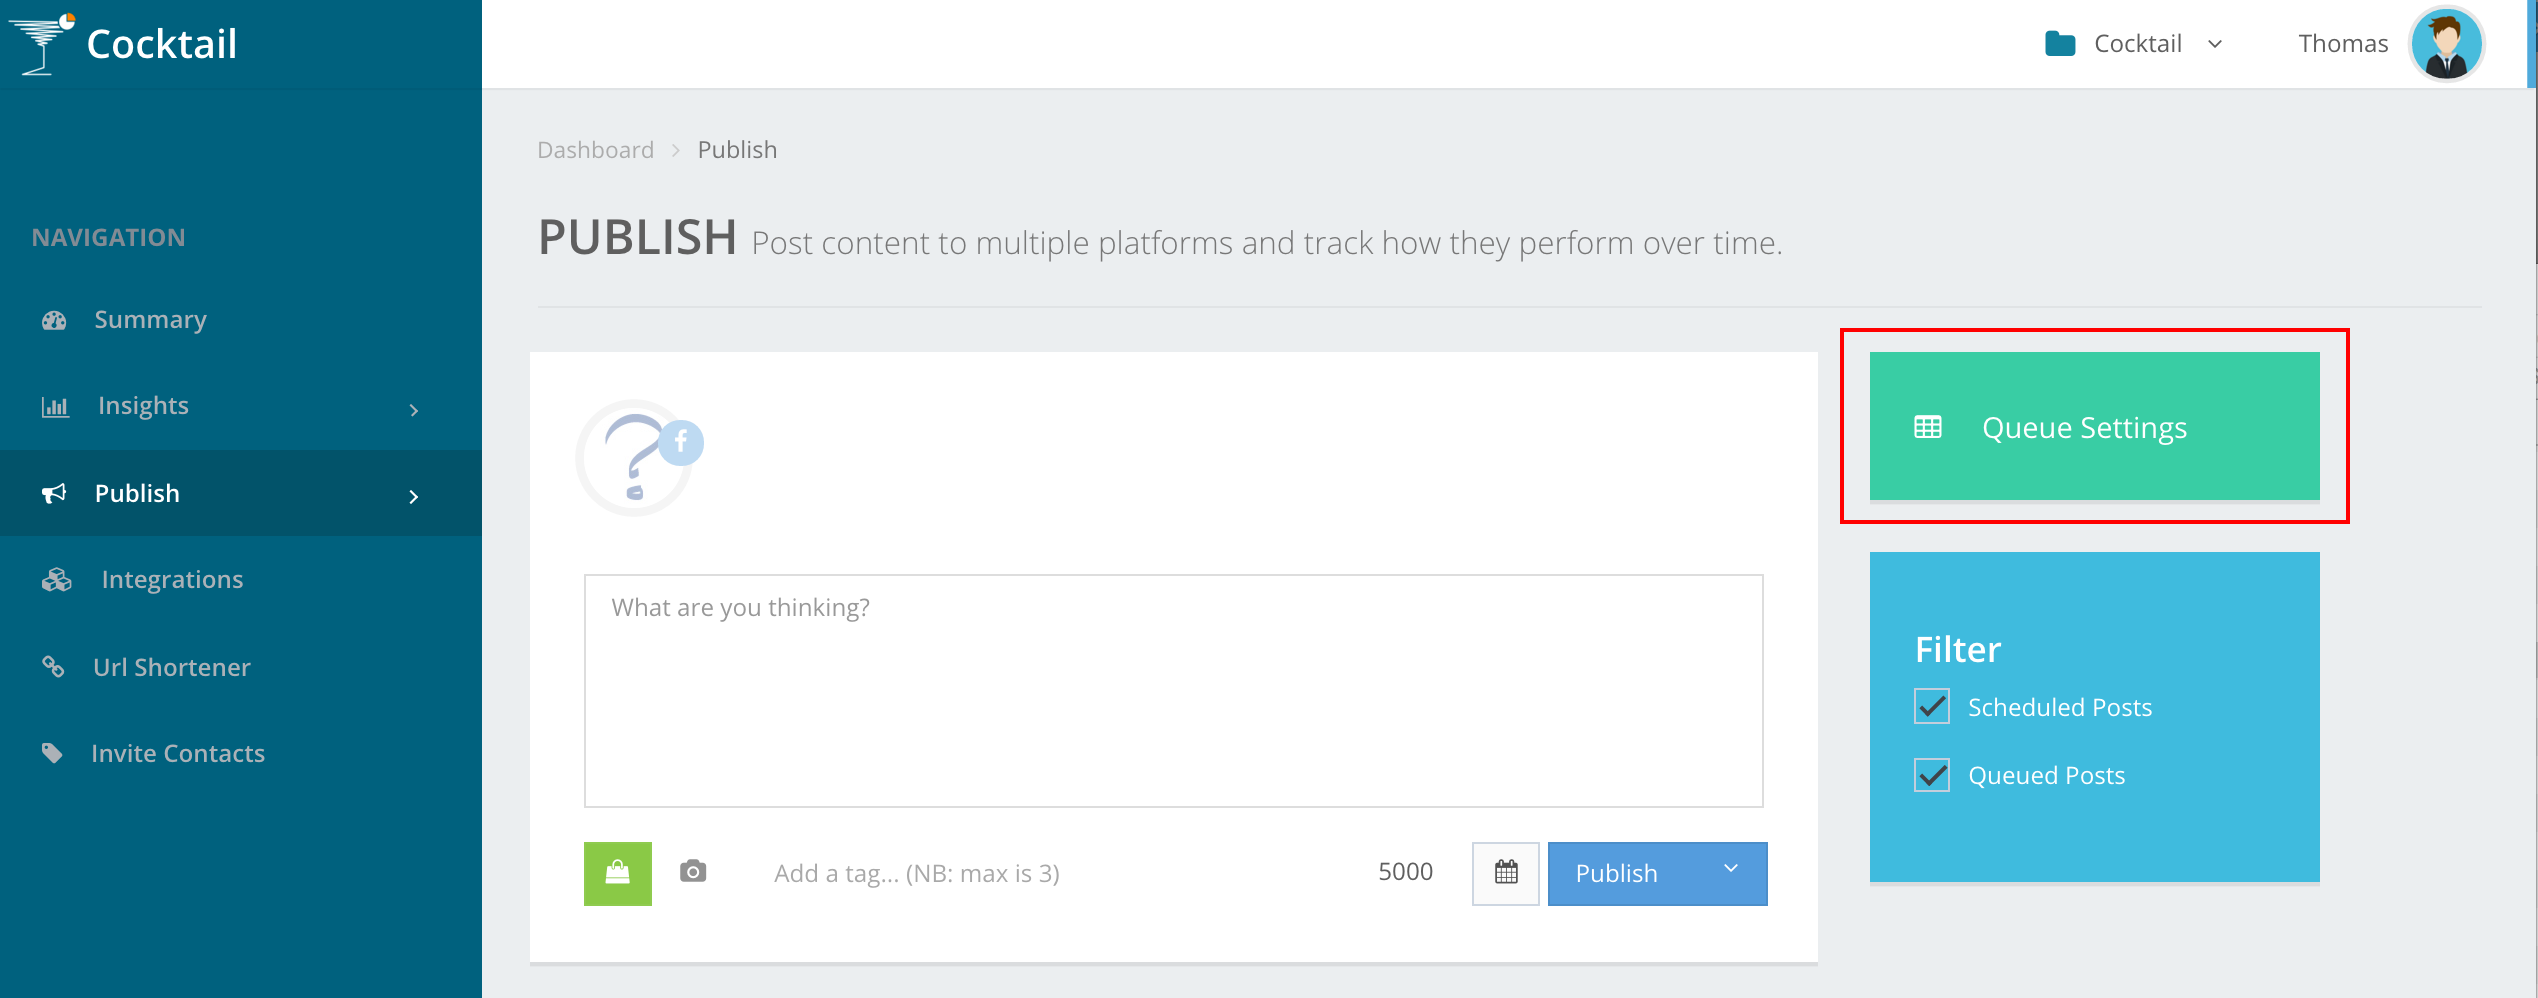 Cocktail
Cocktail
Thomas
Dashboard > Publish
PUBLISH Post content to multiple platforms and track how they perform over time.
NAVIGATION
Summary
Insights
Publish
Integrations
Url Shortener
Invite Contacts
What are you thinking?
Add a tag... (NB: max is 3)
5000
Publish
Queue Settings
Filter
Scheduled Posts
Queued Posts